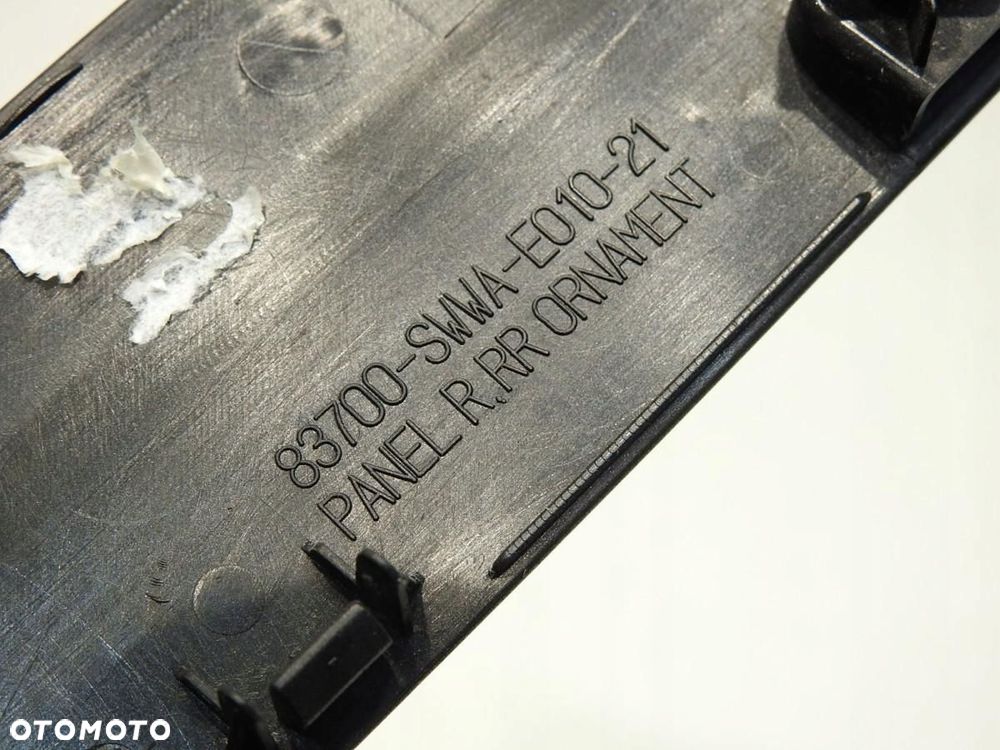 83700-SWWA-E010-21
PANEL R,RR ORNAMENT
OTOMOTO